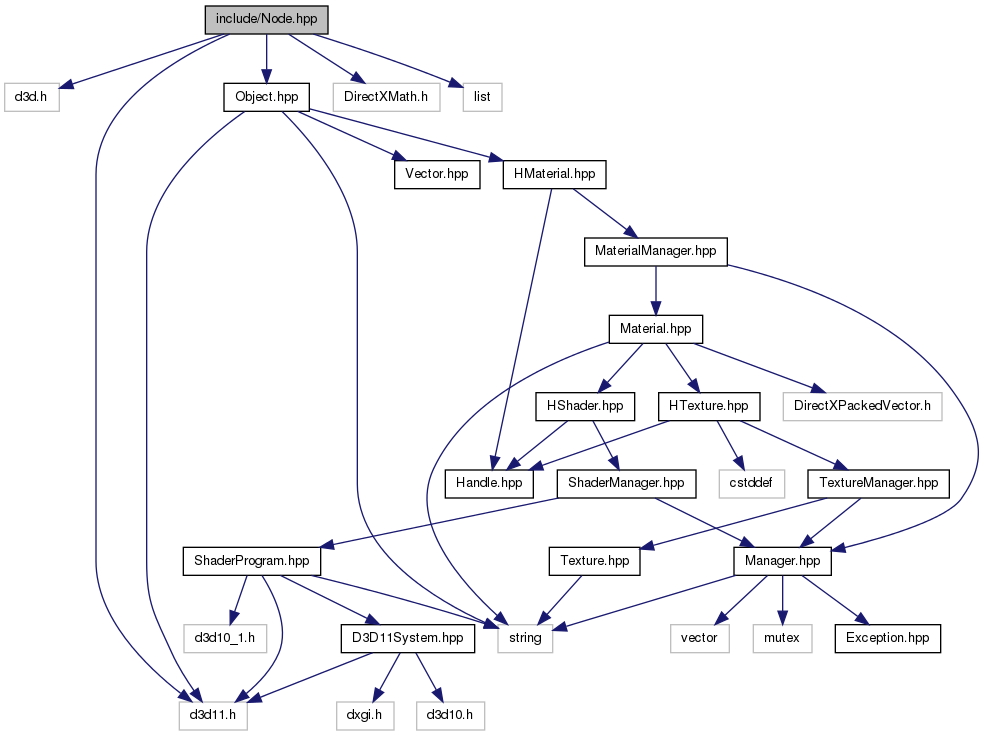 include/Node.hpp
d3d.h
Object.hpp
DirectXMath.h
list
Vector.hpp
HMaterial.hpp
MaterialManager.hpp
Material.hpp
HShader.hpp
HTexture.hpp
DirectXPackedVector.h
Handle.hpp
ShaderManager.hpp
cstddef
TextureManager.hpp
ShaderProgram.hpp
Texture.hpp
Manager.hpp
d3d10_1.h
D3D11System.hpp
string
vector
mutex
Exception.hpp
d3d11.h
dxgi.h
d3d10.h